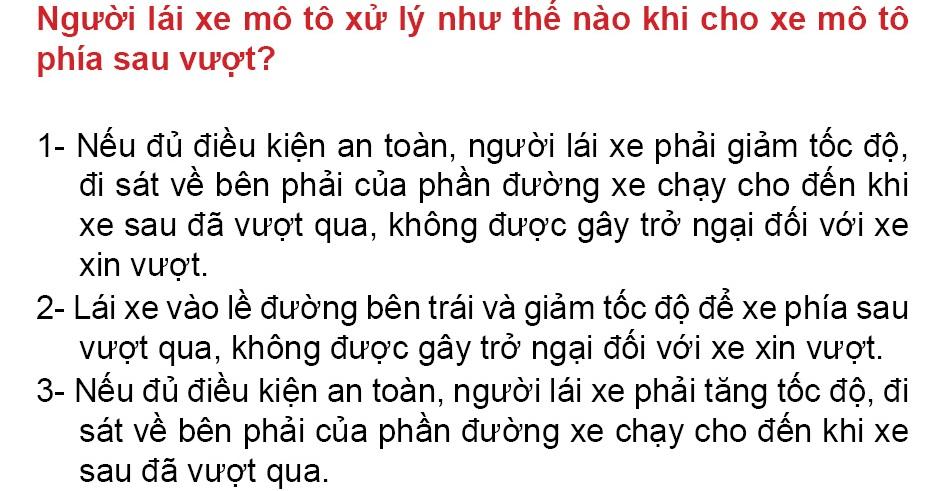 Người lái xe mô tô xử lý như thế nào khi cho xe mô tô
phía sau vượt?
1- Nếu đủ điều kiện an toàn, người lái xe phải giảm tốc độ,
đi sát về bên phải của phần đường xe chạy cho đến khi
xe sau đã vượt qua, không được gây trở ngại đối với xe
xin vượt.
2- Lái xe vào lề đường bên trái và giảm tốc độ để xe phía sau
vượt qua, không được gây trở ngại đối với xe xin vượt.
3- Nếu đủ điều kiện an toàn, người lái xe phải tăng tốc độ, đi
sát về bên phải của phần đường xe chạy cho đến khi xe
sau đã vượt qua.